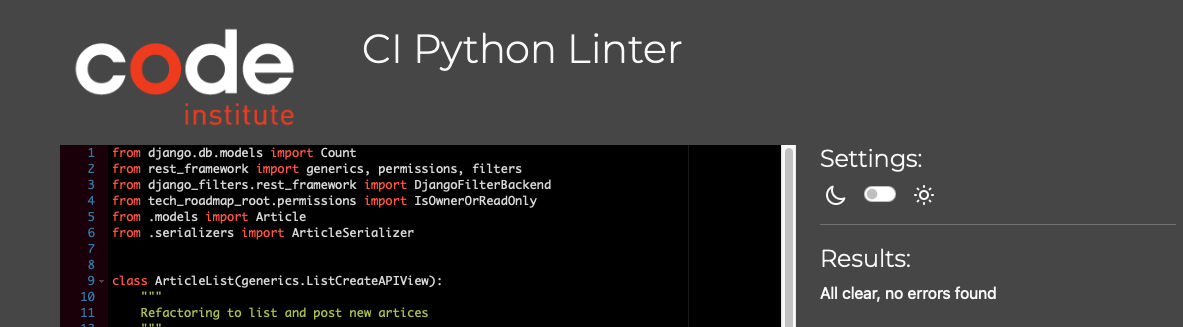 code
institute
CI Python Linter
1 from django.db.models import Count
2 from rest_framework import generics, permissions, filters
3 from django_filters.rest_framework import DjangoFilterBackend
4 from tech_roadmap_root.permissions import IsOwnerOrReadOnly
5 from .models import Article
6 from .serializers import ArticleSerializer
7
8
9 class ArticleList(generics.ListCreateAPIView):
10 """
11 Refactoring to list and post new artices
12 """
Settings:
Results:
All clear, no errors found